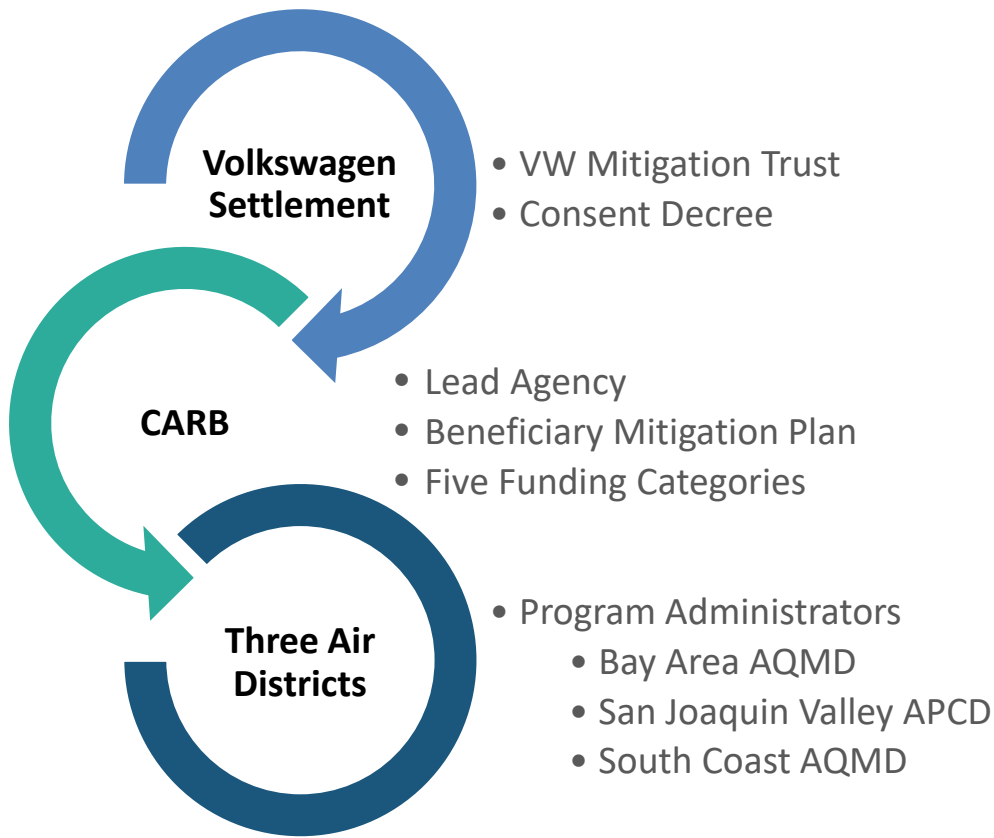 Volkswagen
Settlement
• VW Mitigation Trust
• Consent Decree
CARB
• Lead Agency
• Beneficiary Mitigation Plan
• Five Funding Categories
Three Air
Districts
• Program Administrators
• Bay Area AQMD
• San Joaquin Valley APCD
• South Coast AQMD